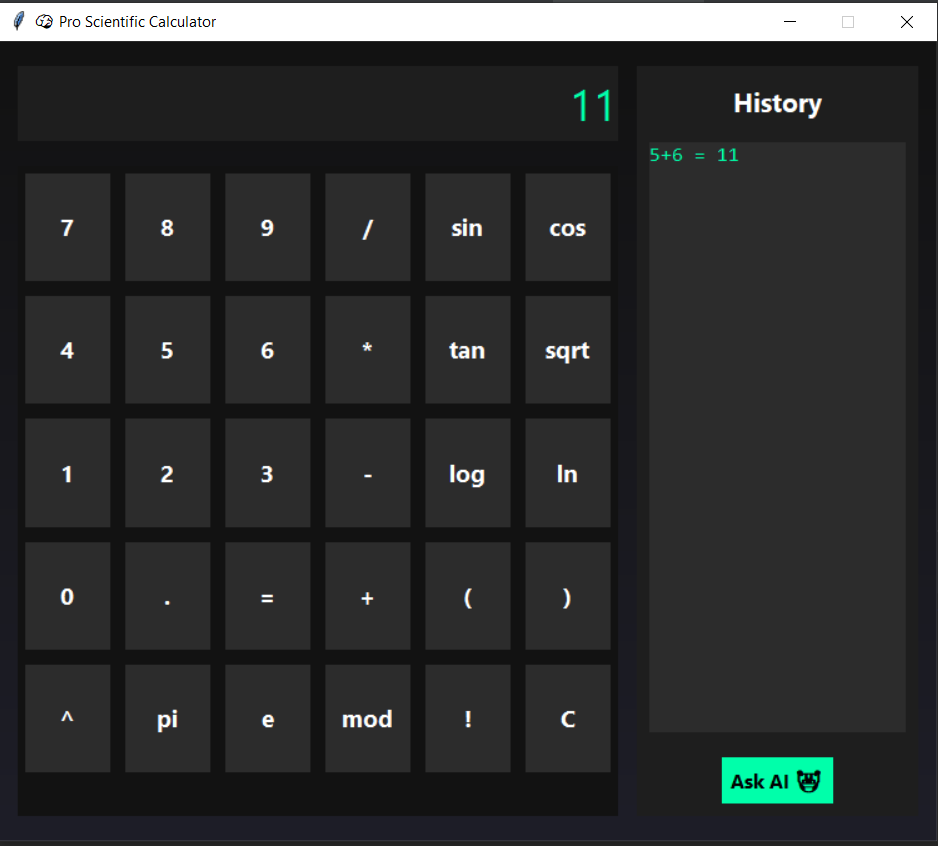 Pro Scientific Calculator
11
7 8 9 / sin cos
4 5 6 * tan sqrt
1 2 3 - log ln
0 . = + ( )
^ pi e mod ! C
History
5+6 = 11
Ask AI